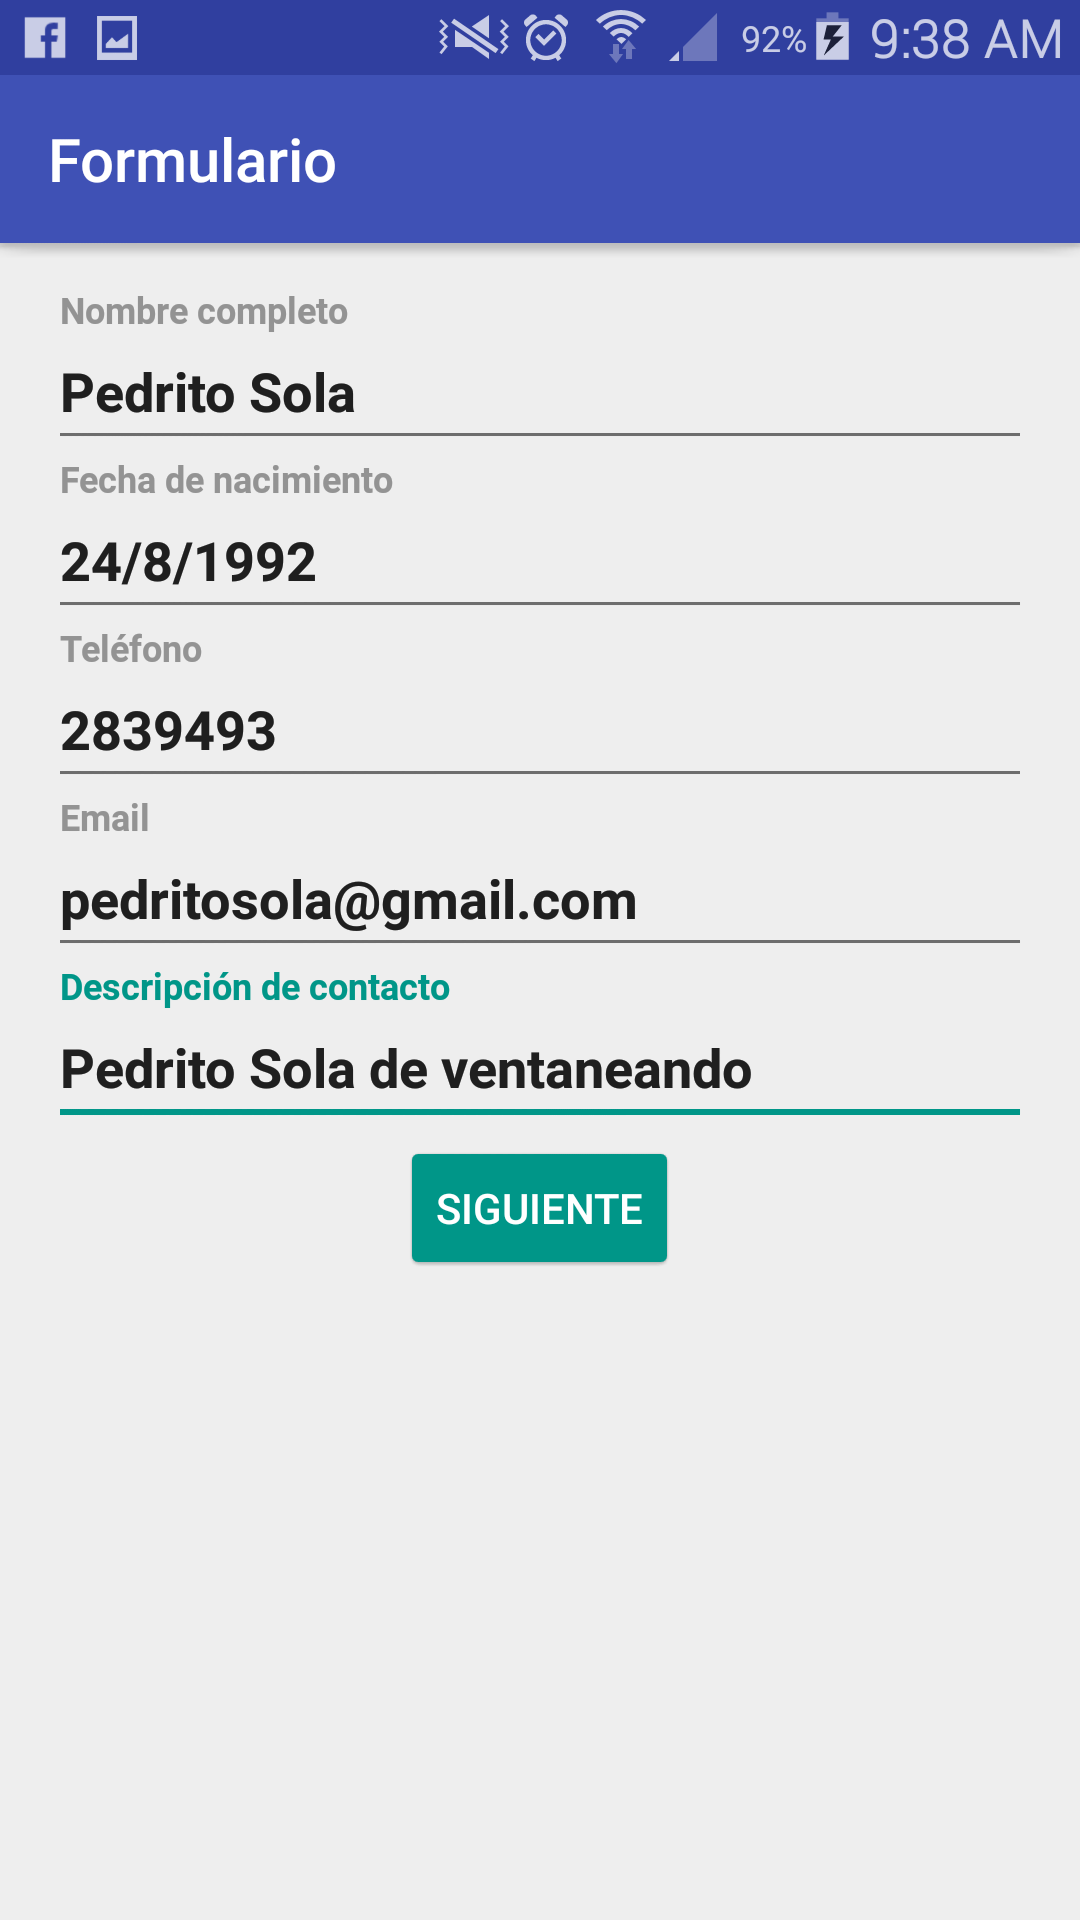 92% 9:38 AM
Formulario
Nombre completo
Pedrito Sola
Fecha de nacimiento
24/8/1992
Teléfono
2839493
Email
pedritosola@gmail.com
Descripción de contacto
Pedrito Sola de ventaneando
SIGUIENTE